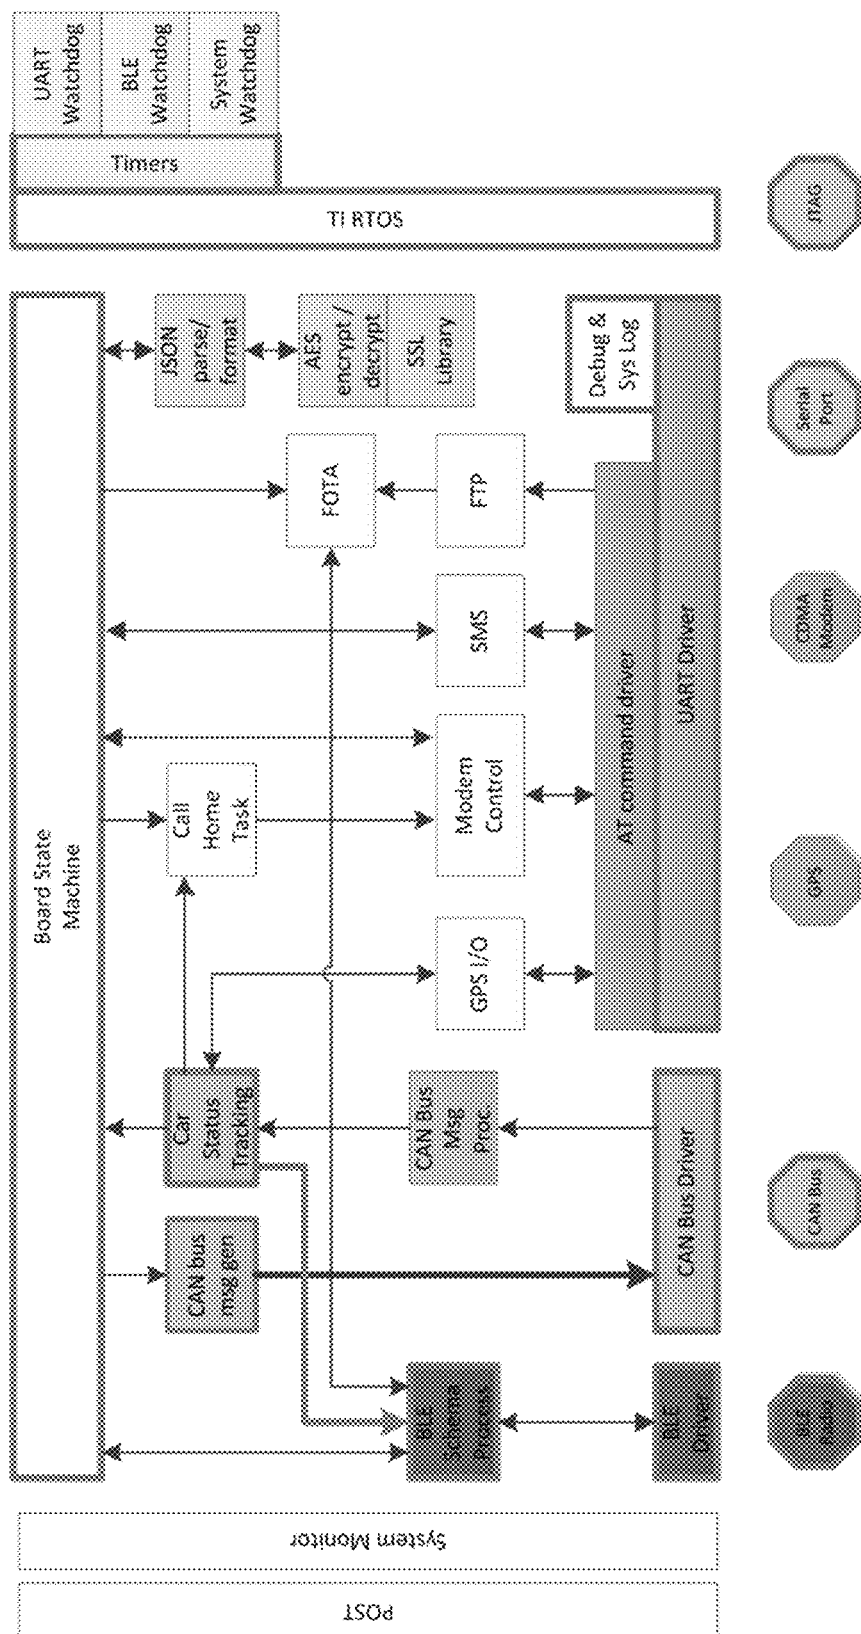 UART
Watchdog
BLE
Watchdog
System
Watchdog
Timers
TI RTOS
JTAG
Board State
Machine
JSON
parse/
format
AES
encrypt /
decrypt
SSL
Library
Debug &
Sys Log
Serial
Port
FOTA
FTP
SMS
CDMA
Modem
Call
Home
Task
Modem
Control
AT command driver
UART Driver
GPS
GPS I/O
Car
Status
Tracking
CAN Bus
Msg
Proc.
CAN bus
msg gen
CAN Bus Driver
CAN Bus
BLE
Schema
Process
BLE
Driver
BLE
Radio
System Monitor
POST